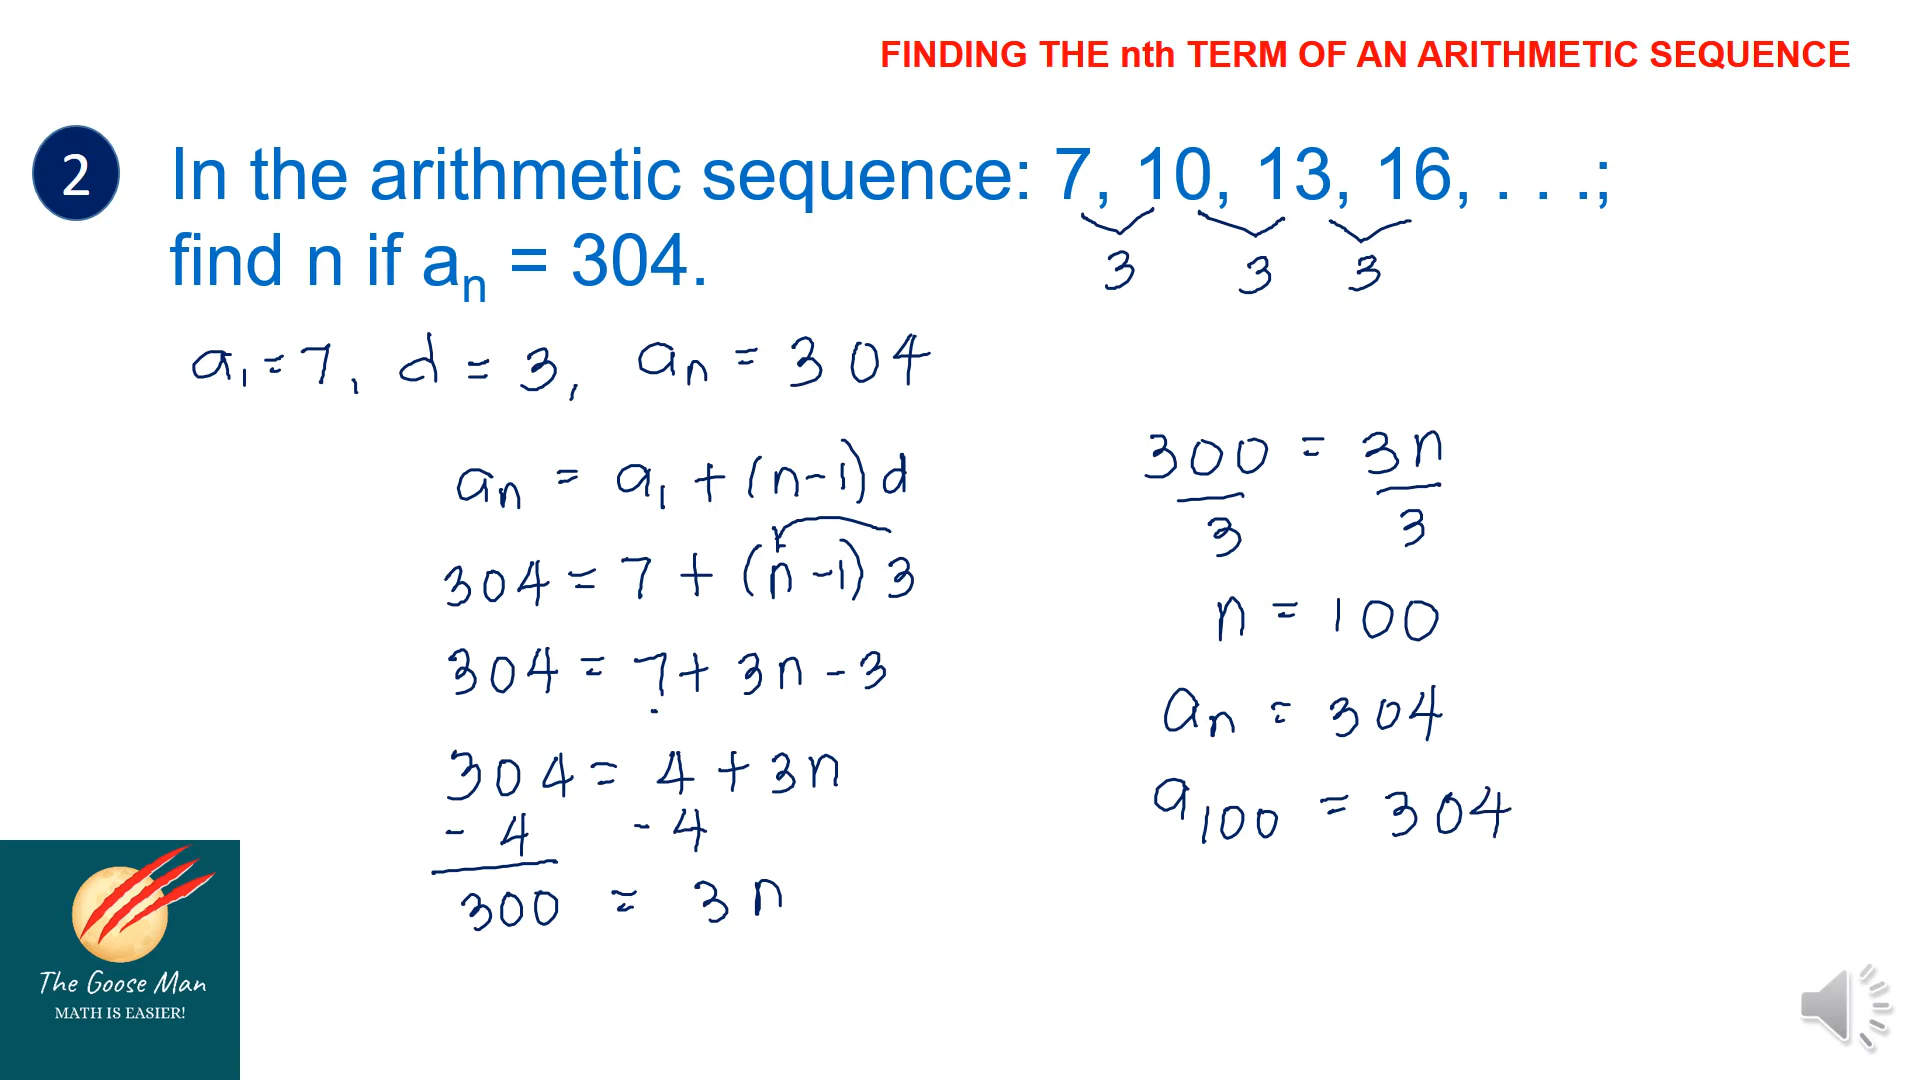 FINDING THE nth TERM OF AN ARITHMETIC SEQUENCE
2
In the arithmetic sequence: 7, 10, 13, 16, . . .;
find n if aₙ = 304.
3 3 3
a₁ = 7, d = 3, aₙ = 304
aₙ = a₁ + (n-1)d
304 = 7 + (n-1)3
304 = 7 + 3n - 3
304 = 4 + 3n
- 4 - 4
300 = 3n
300 = 3n
3 3
n = 100
aₙ = 304
a₁₀₀ = 304
The Goose Man
MATH IS EASIER!